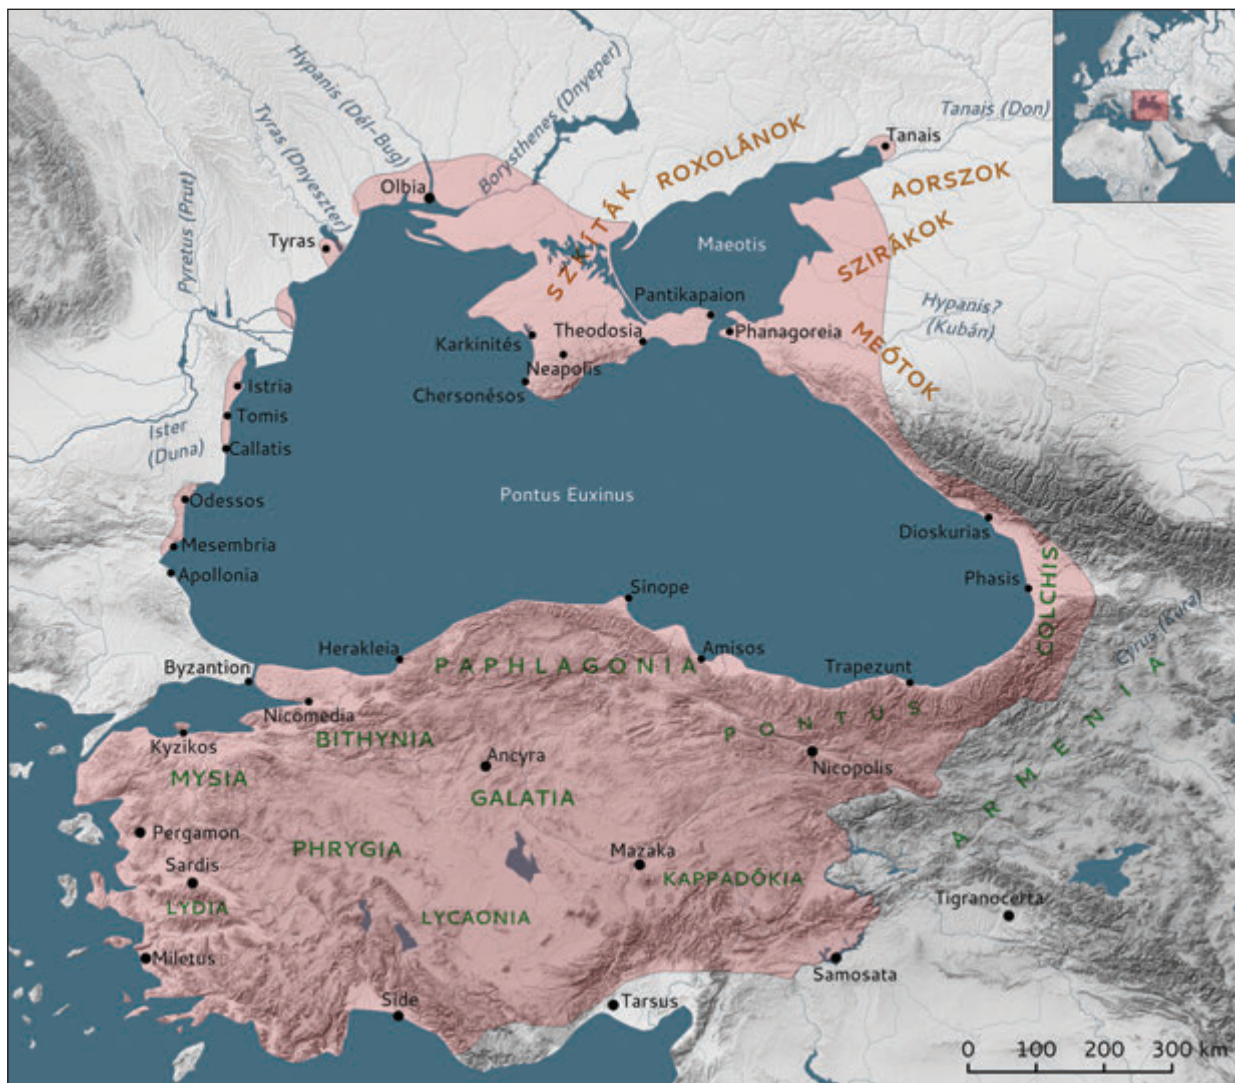 Hypanis (Dél-Bug)
Borysthenes (Dnyeper)
Tyras (Dnyeszter)
Pyretus (Prut)
Tanais (Don)
Tanais
ROXOLÁNOK
AORSZOK
SZKÍTÁK
SZIRÁKOK
MEÓTOK
Olbia
Tyras
Maeotis
Pantikapaion
Hypanis?
(Kubán)
Theodosia
Phanagoreia
Karkinités
Neapolis
Chersonésos
Istria
Tomis
Ister
(Duna)
Callatis
Odessos
Pontus Euxinus
Mesembria
Apollonia
Dioskurias
Phasis
COLCHIS
Sinope
Cyrus (Kura)
Byzantion
Herakleia
PAPHLAGONIA
Amisos
Trapezunt
ARMENIA
PONTUS
Nicomedia
Kyzikos
BITHYNIA
Ancyra
Nicopolis
MYSIA
GALATIA
Pergamon
PHRYGIA
Mazaka
KAPPADÓKIA
Sardis
LYDIA
LYCAONIA
Tigranocerta
Miletus
Samosata
Side
Tarsus
0 100 200 300 km